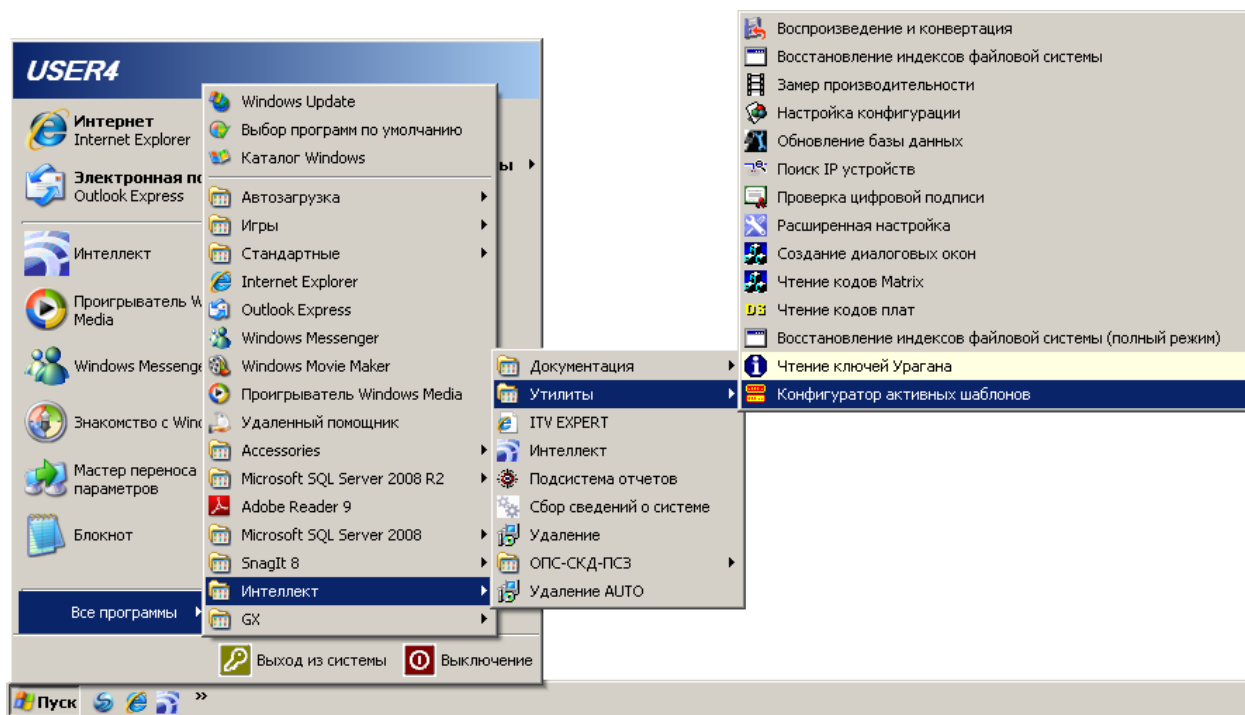 USER4
Интернет
Internet Explorer
Электронная по
Outlook Express
Интеллект
Проигрыватель W
Media
Windows Messenge
Знакомство с Winc
Мастер переноса
параметров
Блокнот
Все программы
ы
Windows Update
Выбор программ по умолчанию
Каталог Windows
Автозагрузка
Игры
Стандартные
Internet Explorer
Outlook Express
Windows Messenger
Windows Movie Maker
Проигрыватель Windows Media
Удаленный помощник
Accessories
Microsoft SQL Server 2008 R2
Adobe Reader 9
Microsoft SQL Server 2008
SnagIt 8
Интеллект
GX
Документация
Утилиты
ITV EXPERT
Интеллект
Подсистема отчетов
Сбор сведений о системе
Удаление
ОПС-СКД-ПСЗ
Удаление AUTO
Воспроизведение и конвертация
Восстановление индексов файловой системы
Замер производительности
Настройка конфигурации
Обновление базы данных
Поиск IP устройств
Проверка цифровой подписи
Расширенная настройка
Создание диалоговых окон
Чтение кодов Matrix
Чтение кодов плат
Восстановление индексов файловой системы (полный режим)
Чтение ключей Урагана
Конфигуратор активных шаблонов
Выход из системы
Выключение
Пуск
»